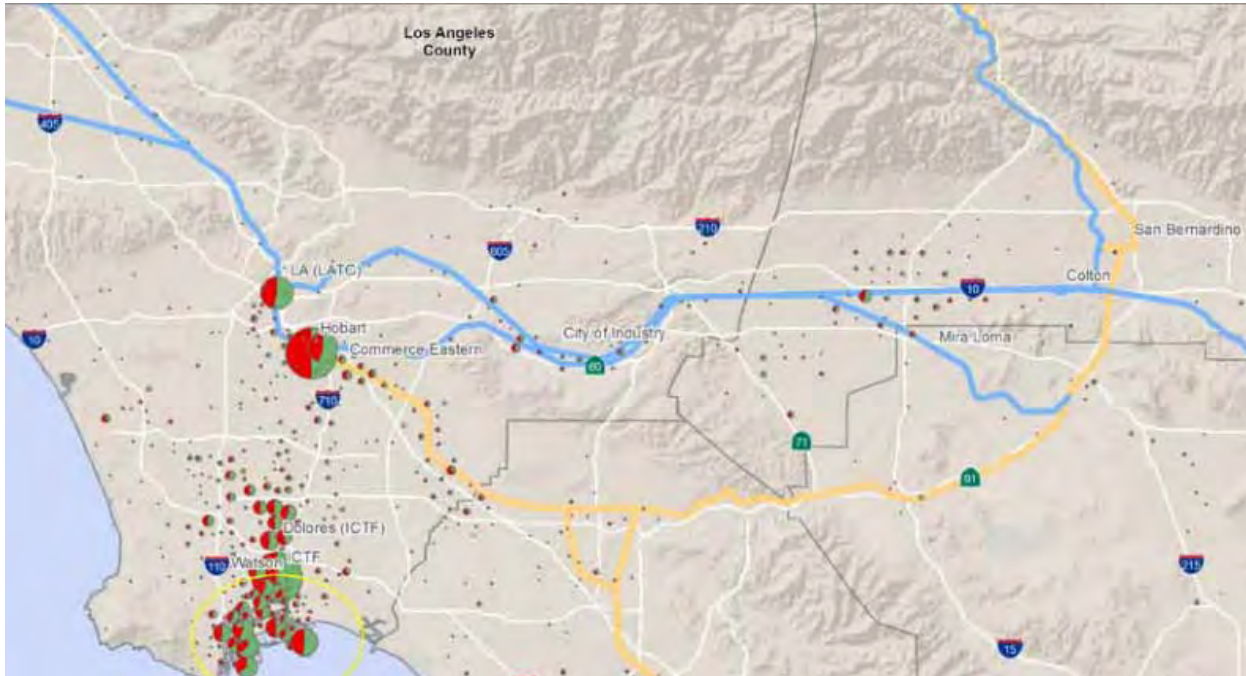 Los Angeles
County
405
210
San Bernardino
605
LA (LATC)
10
Colton
10
Hobart
City of Industry
Mira Loma
Commerce Eastern
60
710
71
91
Dolores (ICTF)
110
Watson
ICTF
215
15